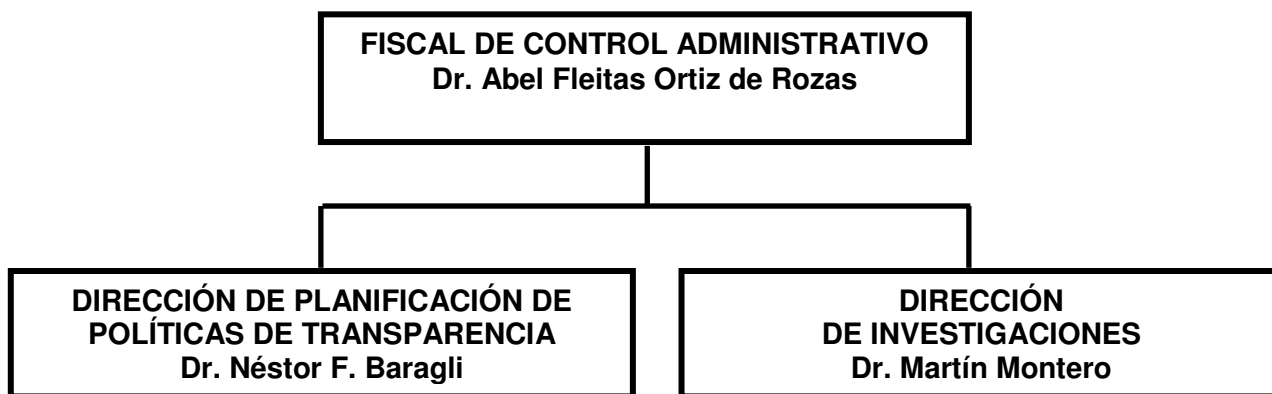 FISCAL DE CONTROL ADMINISTRATIVO
Dr. Abel Fleitas Ortiz de Rozas
DIRECCIÓN DE PLANIFICACIÓN DE
POLÍTICAS DE TRANSPARENCIA
Dr. Néstor F. Baragli
DIRECCIÓN
DE INVESTIGACIONES
Dr. Martín Montero